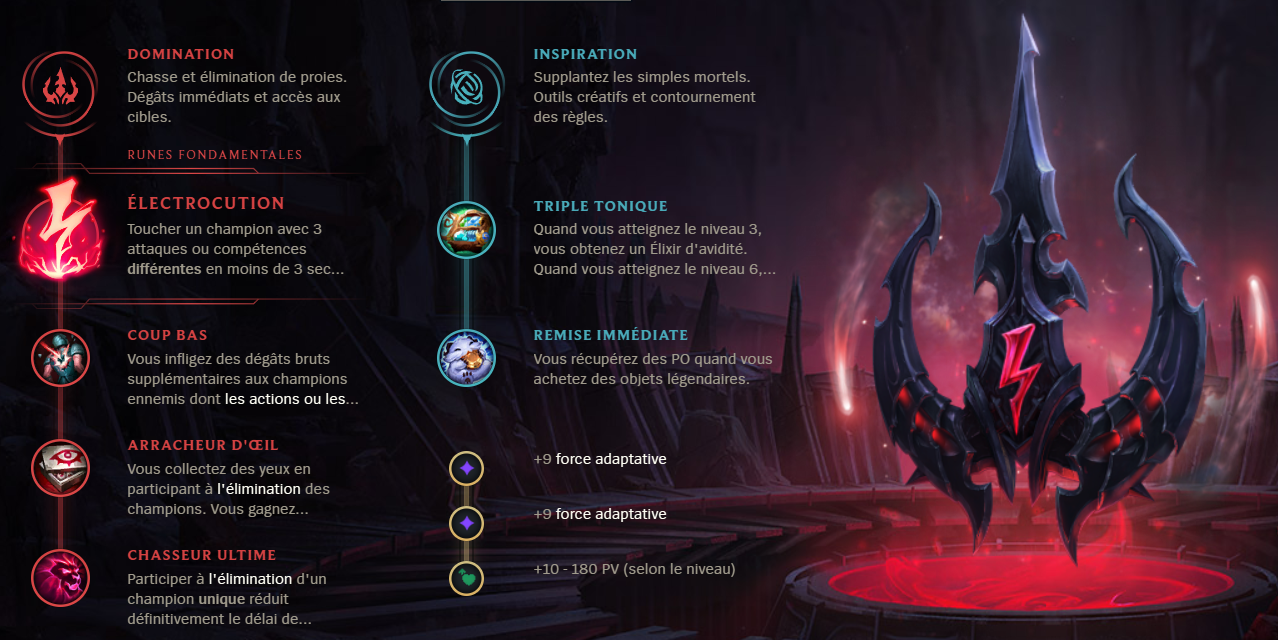 DOMINATION
Chasse et élimination de proies.
Dégâts immédiats et accès aux
cibles.
RUNES FONDAMENTALES
ÉLECTROCUTION
Toucher un champion avec 3
attaques ou compétences
différentes en moins de 3 sec...
COUP BAS
Vous infligez des dégâts bruts
supplémentaires aux champions
ennemis dont les actions ou les...
ARRACHEUR D'ŒIL
Vous collectez des yeux en
participant à l'élimination des
champions. Vous gagnez...
CHASSEUR ULTIME
Participer à l'élimination d'un
champion unique réduit
définitivement le délai de...
INSPIRATION
Supplantez les simples mortels.
Outils créatifs et contournement
des règles.
TRIPLE TONIQUE
Quand vous atteignez le niveau 3,
vous obtenez un Élixir d'avidité.
Quand vous atteignez le niveau 6,...
REMISE IMMÉDIATE
Vous récupérez des PO quand vous
achetez des objets légendaires.
+9 force adaptative
+9 force adaptative
+10 - 180 PV (selon le niveau)